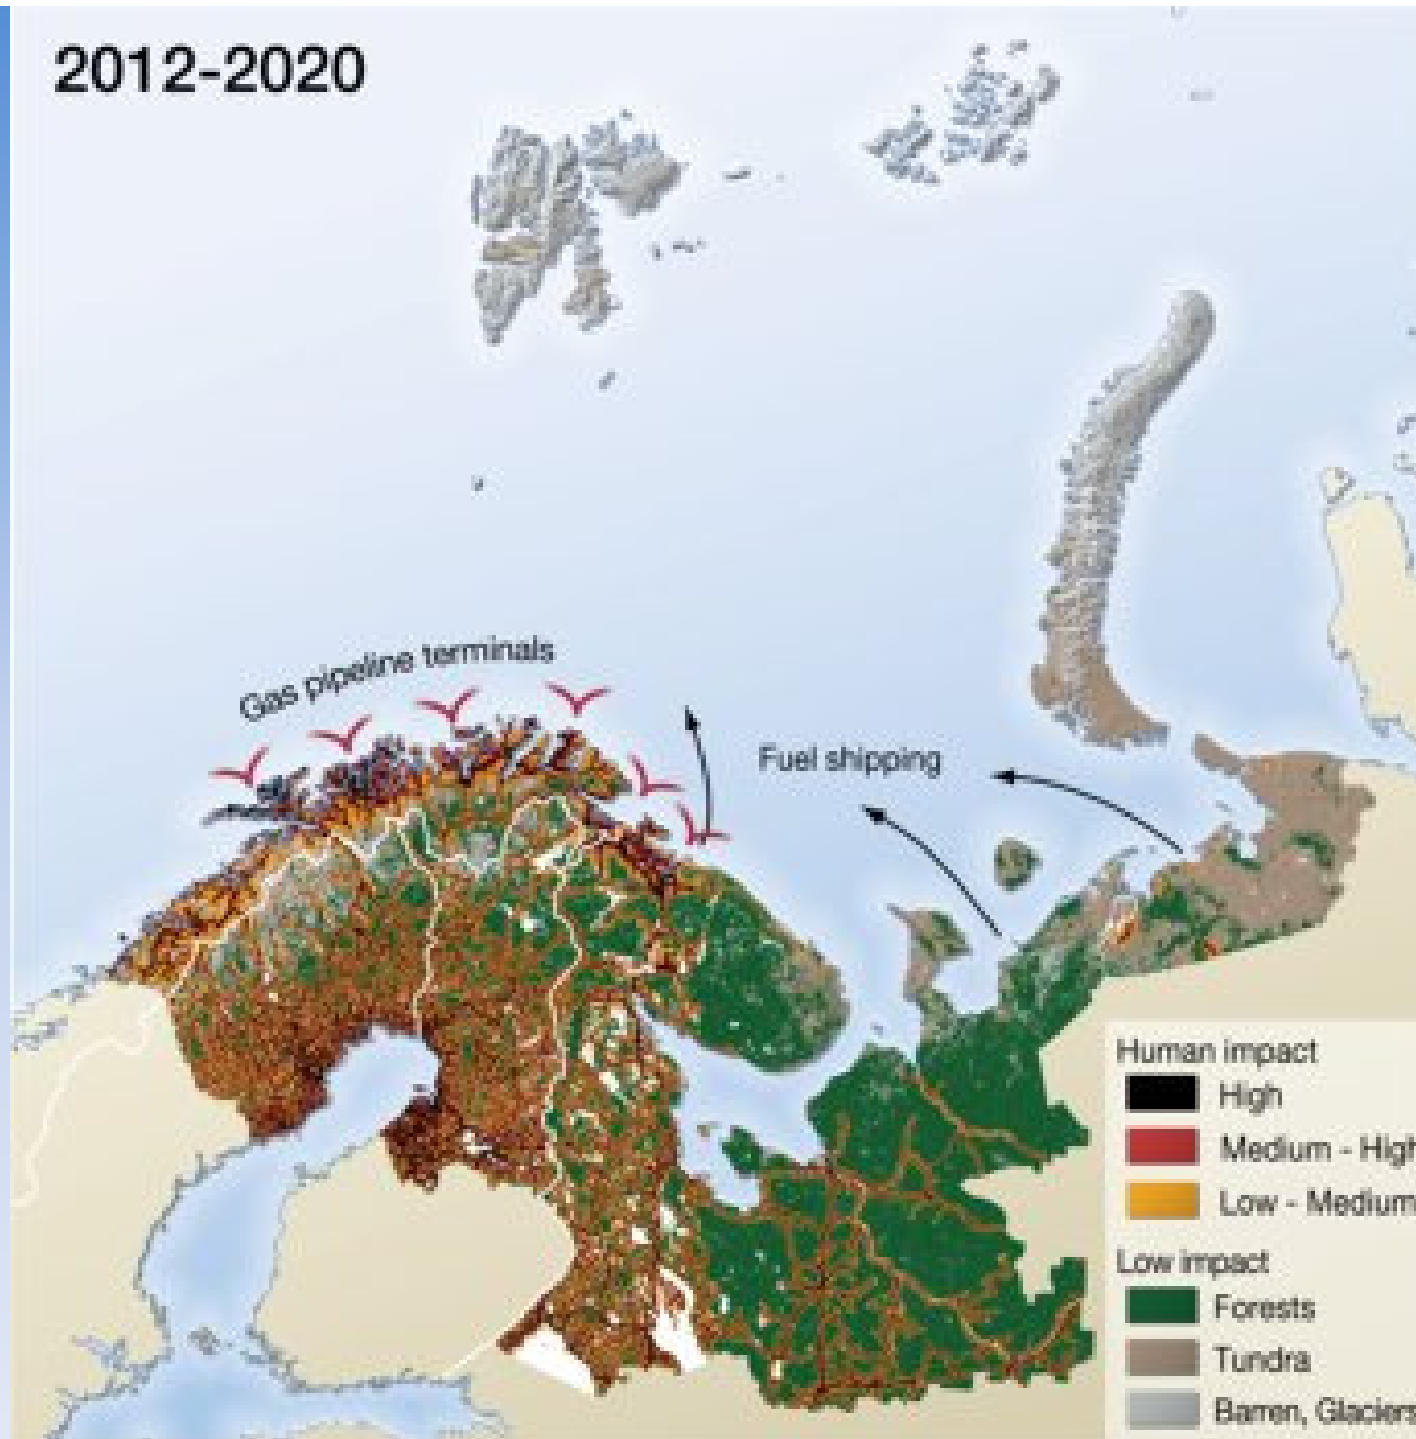 2012-2020
Gas pipeline terminals
Fuel shipping
Human impact
High
Medium - High
Low - Medium
Low impact
Forests
Tundra
Barren, Glaciers